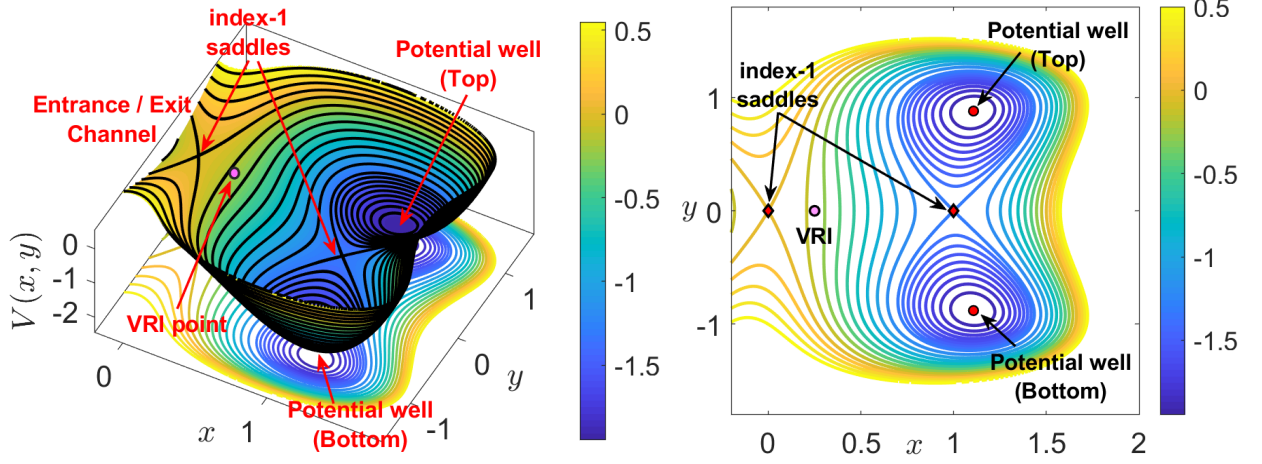 index-1
saddles
Potential well
(Top)
Entrance / Exit
Channel
VRI point
Potential well
(Bottom)
V(x, y)
0
-1
-2
0
x
1
-1
0
1
y
0.5
0
-0.5
-1
-1.5
Potential well
(Top)
index-1
saddles
VRI
Potential well
(Bottom)
1
y
0
-1
0
0.5
x
1
1.5
2
0.5
0
-0.5
-1
-1.5